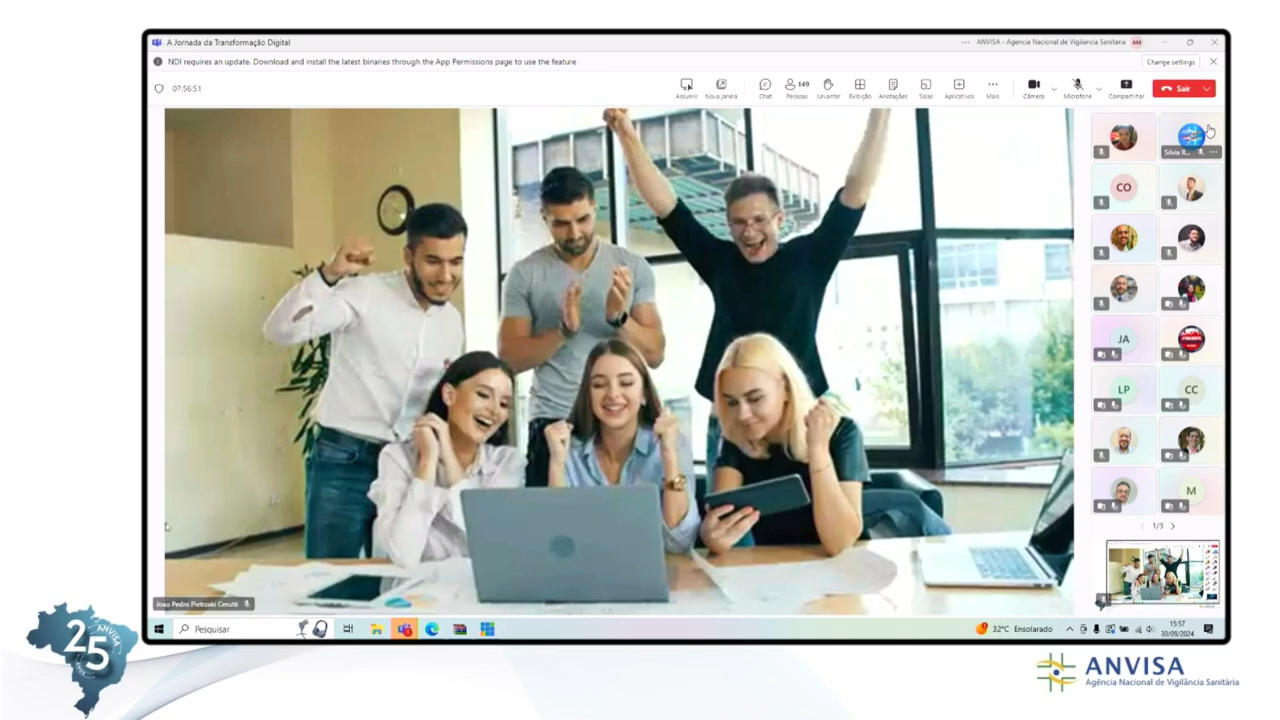 A Jornada da Transformação Digital
ANVISA - Agencia Nacional de Vigilancia Sanitaria AM
NDI requires an update. Download and install the latest binaries through the App Permissions page to use the feature
Change settings
07:56:51
Assumir
Nova janela
Chat
149
Pessoas
Levantar
Exibição
Anotações
Salas
Aplicativos
Mais
Câmera
Microfone
Compartilhar
Sair
Silvia R...
CO
JA
LP
CC
M
1/3
Joao Pedro Pietrzaki Cerutti
Pesquisar
32°C Ensolarado
15:57
30/09/2024
25
ANVISA
ANVISA
Agência Nacional de Vigilância Sanitária